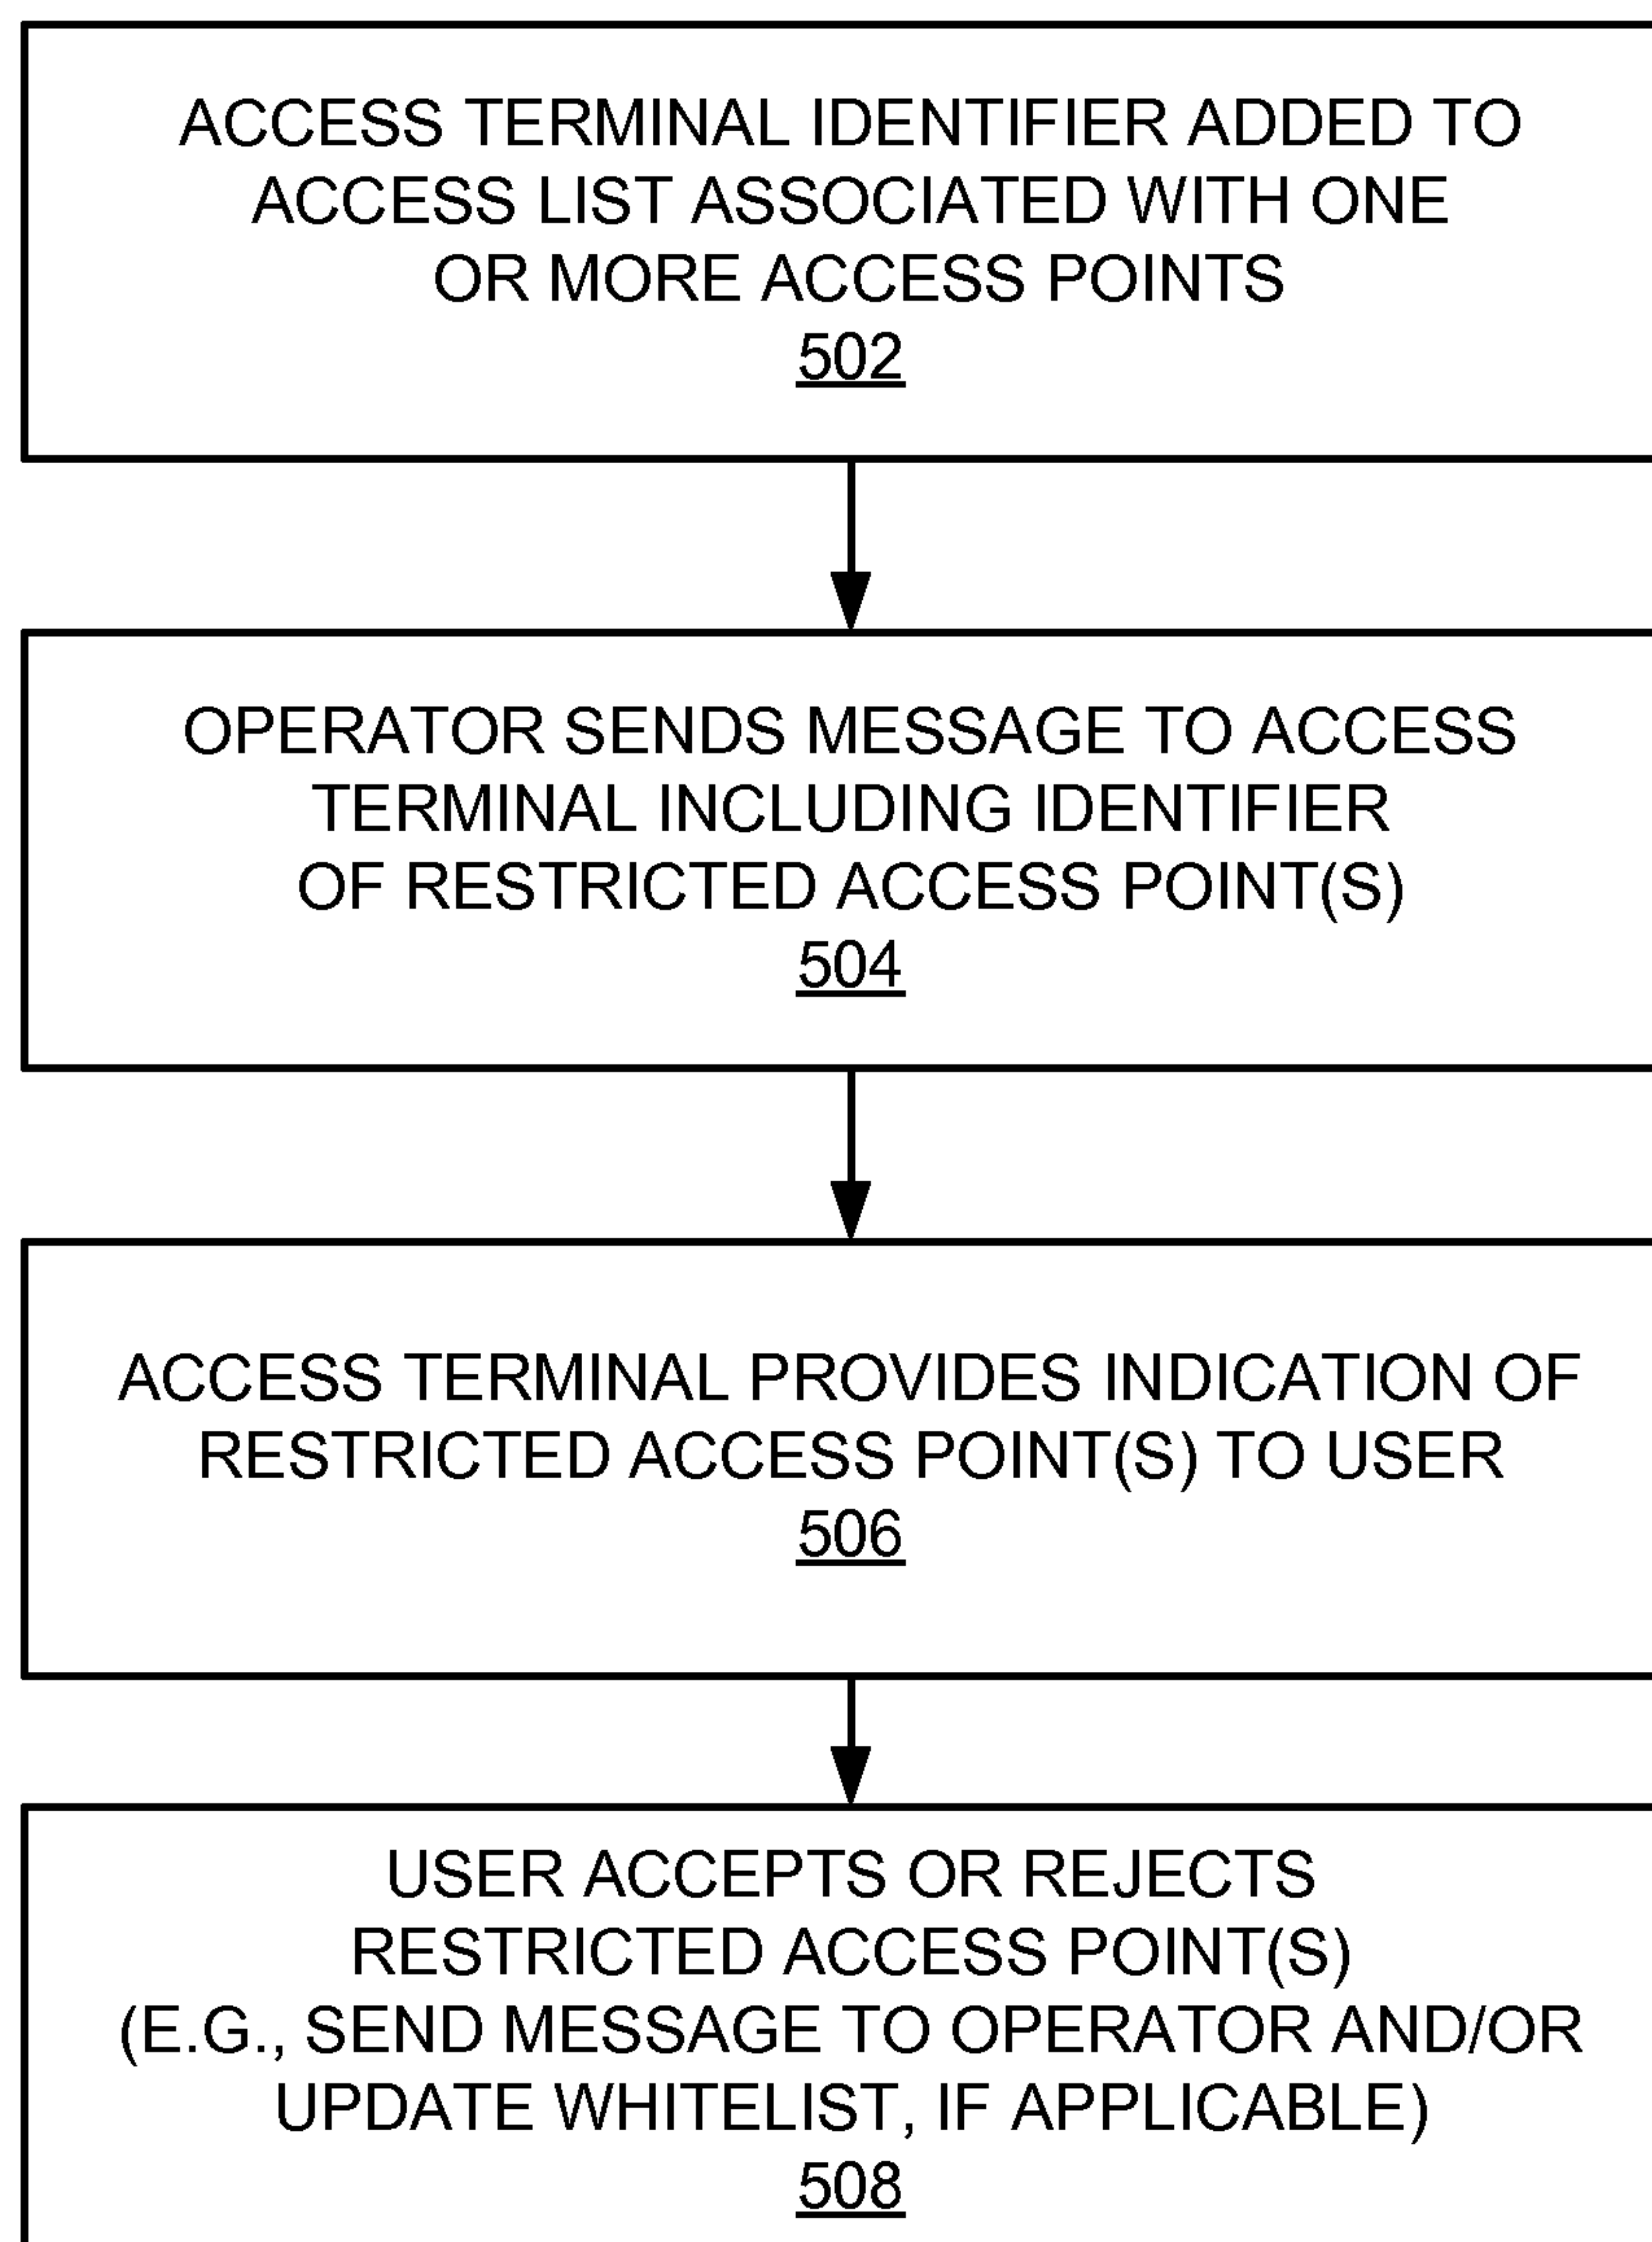 ACCESS TERMINAL IDENTIFIER ADDED TO
ACCESS LIST ASSOCIATED WITH ONE
OR MORE ACCESS POINTS
502
OPERATOR SENDS MESSAGE TO ACCESS
TERMINAL INCLUDING IDENTIFIER
OF RESTRICTED ACCESS POINT(S)
504
ACCESS TERMINAL PROVIDES INDICATION OF
RESTRICTED ACCESS POINT(S) TO USER
506
USER ACCEPTS OR REJECTS
RESTRICTED ACCESS POINT(S)
(E.G., SEND MESSAGE TO OPERATOR AND/OR
UPDATE WHITELIST, IF APPLICABLE)
508